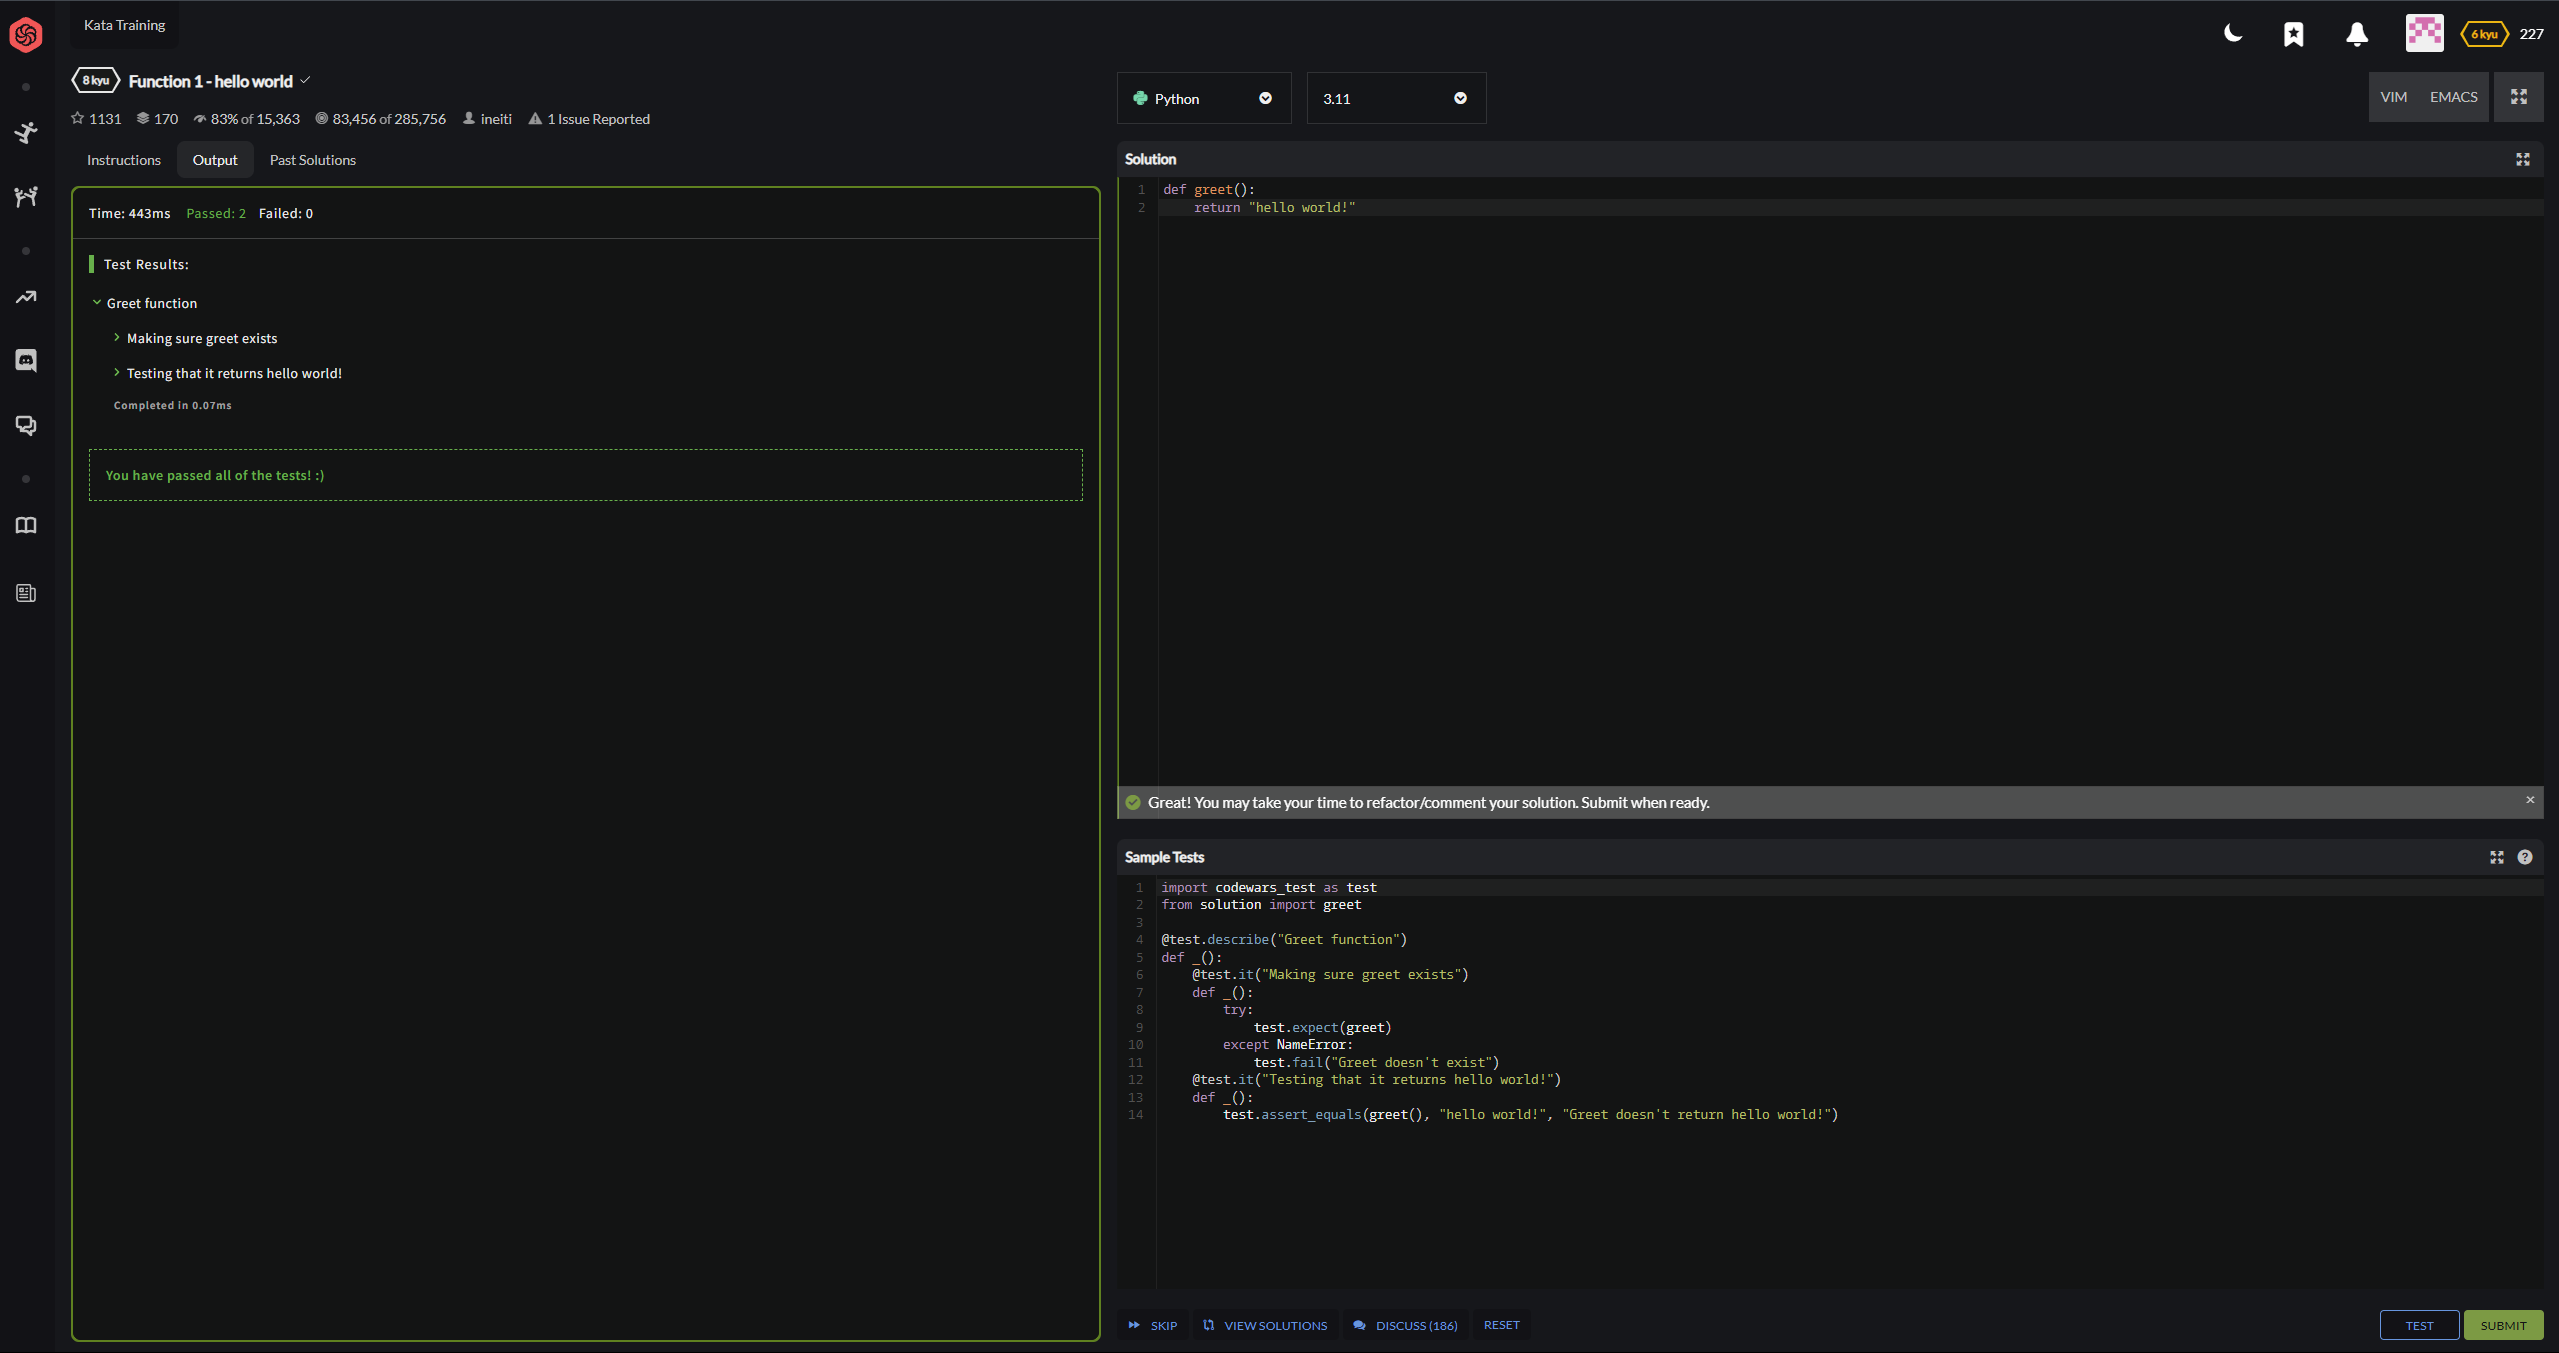 Kata Training
6 kyu 227
8 kyu Function 1 - hello world
1131 170 83% of 15,363 83,456 of 285,756 ineiti 1 Issue Reported
Instructions Output Past Solutions
Time: 443ms Passed: 2 Failed: 0
Test Results:
Greet function
Making sure greet exists
Testing that it returns hello world!
Completed in 0.07ms
You have passed all of the tests! :)
Python 3.11
VIM EMACS
Solution
1 def greet():
2     return "hello world!"
Great! You may take your time to refactor/comment your solution. Submit when ready.
Sample Tests
1 import codewars_test as test
2 from solution import greet
3
4 @test.describe("Greet function")
5 def _():
6     @test.it("Making sure greet exists")
7     def _():
8         try:
9             test.expect(greet)
10         except NameError:
11             test.fail("Greet doesn't exist")
12     @test.it("Testing that it returns hello world!")
13     def _():
14         test.assert_equals(greet(), "hello world!", "Greet doesn't return hello world!")
SKIP VIEW SOLUTIONS DISCUSS (186) RESET
TEST SUBMIT